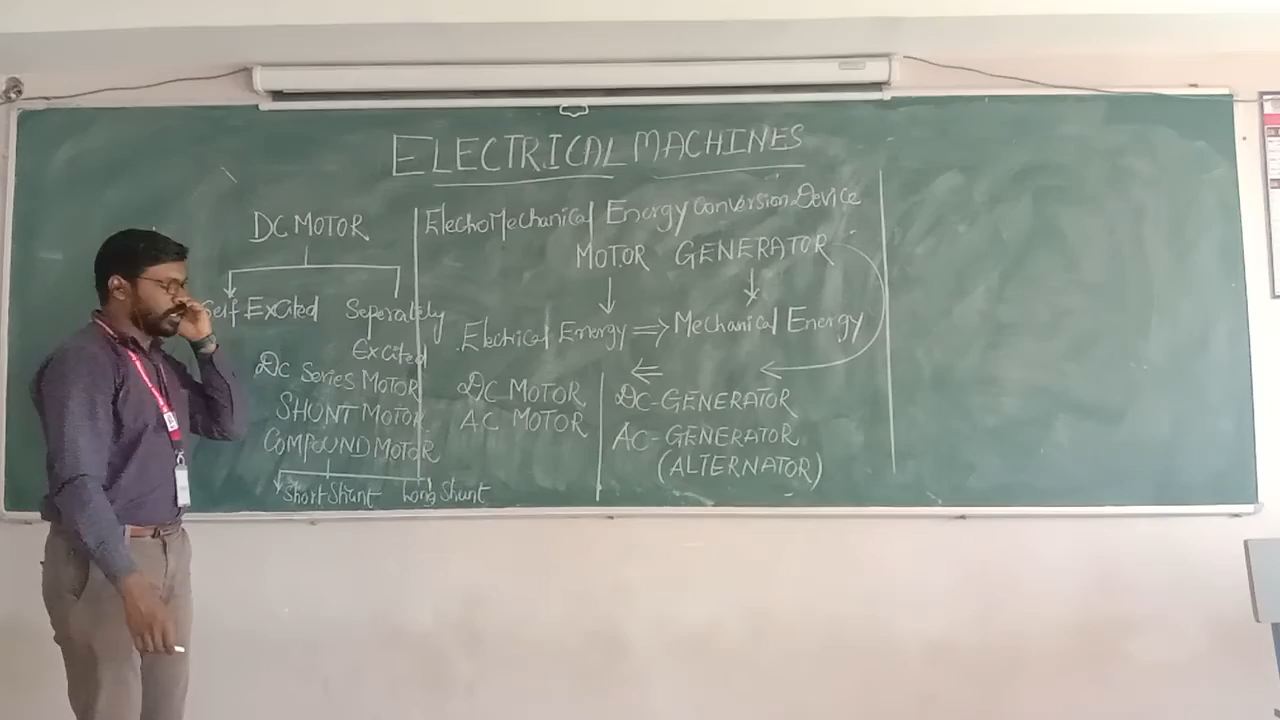 ELECTRICAL MACHINES
DC MOTOR
Self Excited Seperately
Excited
DC Series MOTOR
SHUNT MOTOR
COMPOUND MOTOR
Short Shunt Long Shunt
ElectroMechanical Energy Conversion Device
MOTOR GENERATOR
Electrical Energy ⇒ Mechanical Energy
⇐
DC MOTOR
AC MOTOR
DC-GENERATOR
AC-GENERATOR
(ALTERNATOR)